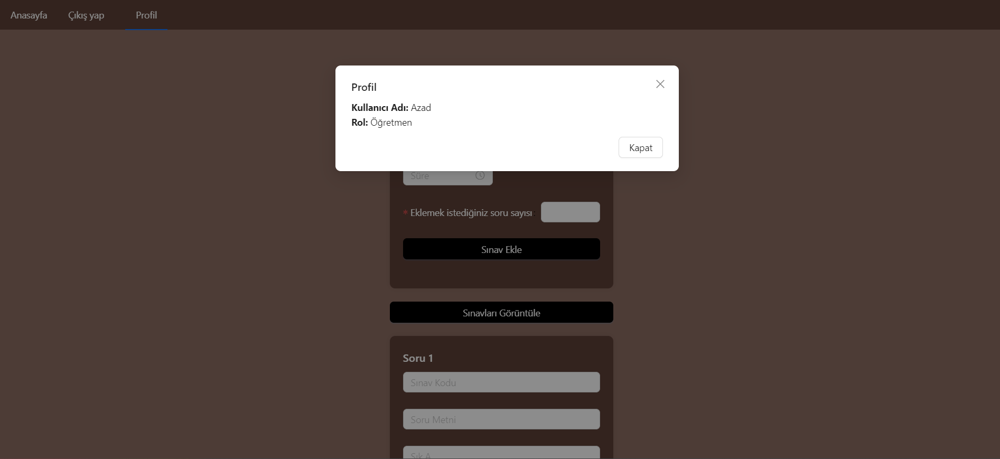 Anasayfa Çıkış yap Profil
Profil
Kullanıcı Adı: Azad
Rol: Öğretmen
Kapat
Süre
* Eklemek istediğiniz soru sayısı :
Sınav Ekle
Sınavları Görüntüle
Soru 1
Sınav Kodu
Soru Metni
Şık A